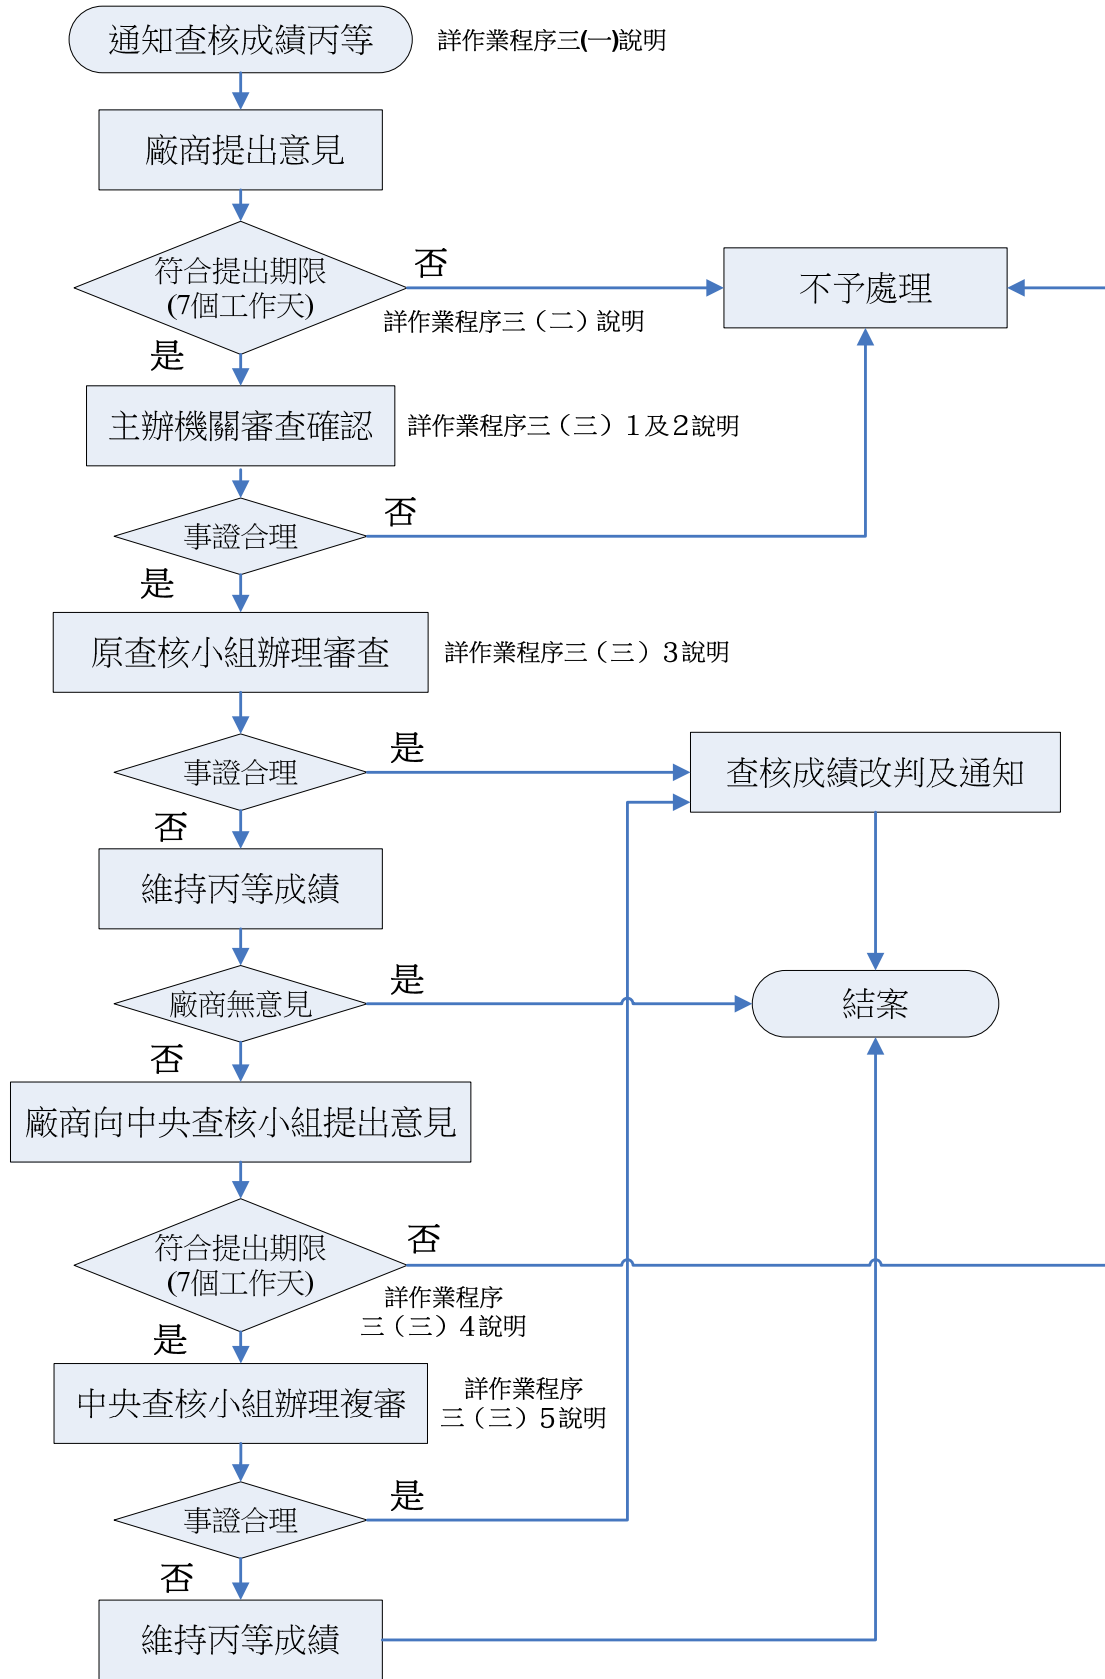 通知查核成績丙等
詳作業程序三(一)說明
廠商提出意見
符合提出期限
(7個工作天)
否
不予處理
詳作業程序三（二）說明
是
主辦機關審查確認
詳作業程序三（三）１及２說明
事證合理
否
是
原查核小組辦理審查
詳作業程序三（三）３說明
事證合理
是
查核成績改判及通知
否
維持丙等成績
廠商無意見
是
結案
否
廠商向中央查核小組提出意見
符合提出期限
(7個工作天)
否
詳作業程序
三（三）４說明
是
中央查核小組辦理複審
詳作業程序
三（三）５說明
事證合理
是
否
維持丙等成績